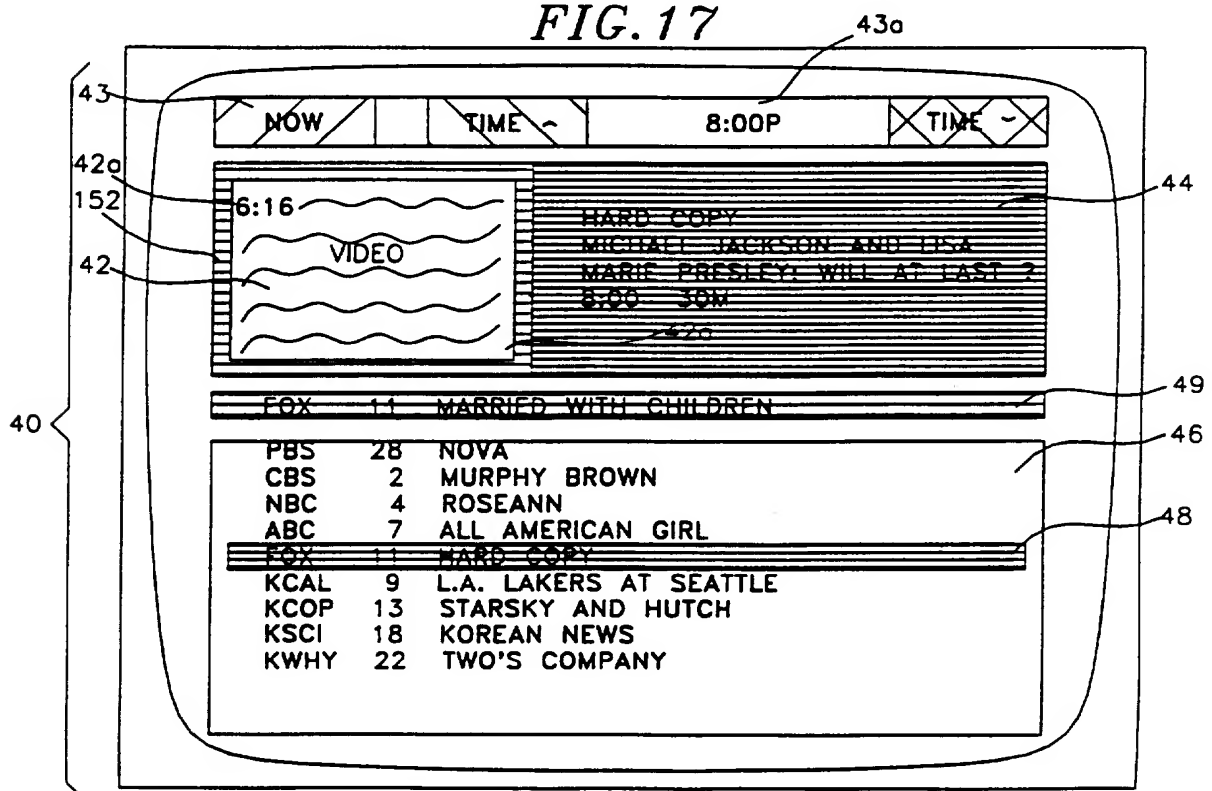 FIG. 17
43a
43
NOW TIME ~ 8:00P TIME ~
42a
152
42
6:16
VIDEO
HARD COPY
MICHAEL JACKSON AND LISA
MARIE PRESLEY: WILL AT LAST ?
8:00 30M
42a
44
FOX 11 MARRIED WITH CHILDREN
49
40
46
PBS 28 NOVA
CBS 2 MURPHY BROWN
NBC 4 ROSEANN
ABC 7 ALL AMERICAN GIRL
48
FOX 11 HARD COPY
KCAL 9 L.A. LAKERS AT SEATTLE
KCOP 13 STARSKY AND HUTCH
KSCI 18 KOREAN NEWS
KWHY 22 TWO'S COMPANY